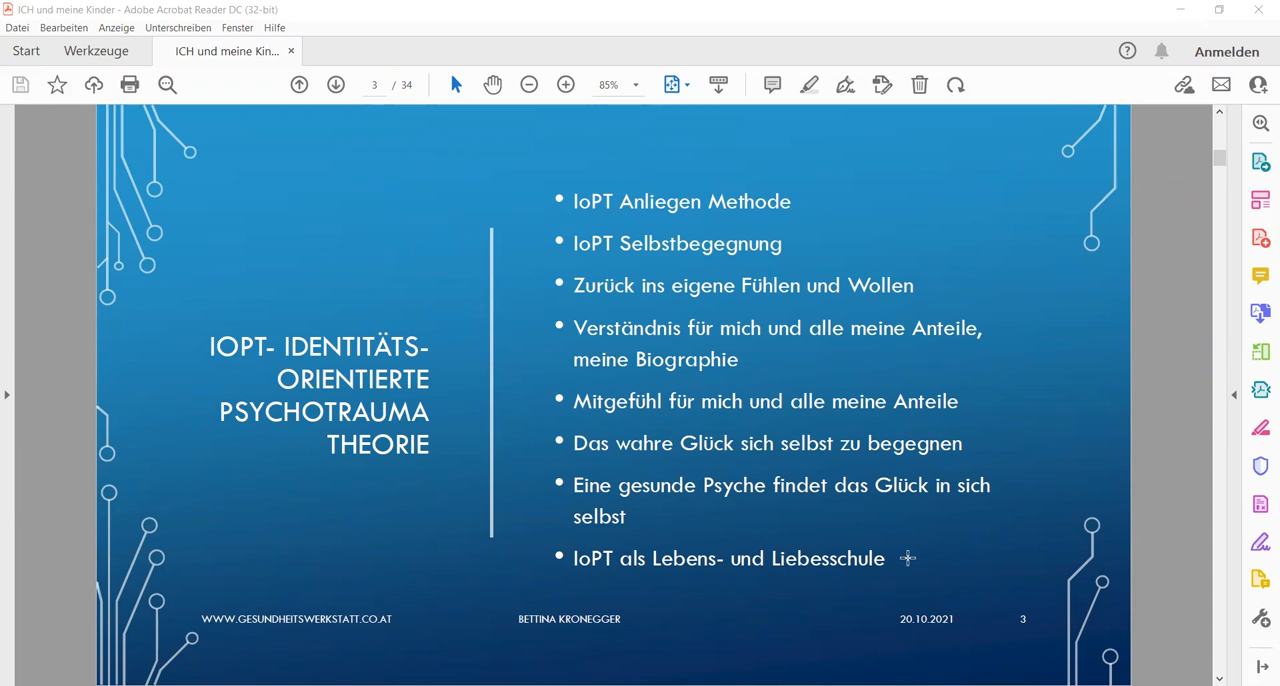 ICH und meine Kinder - Adobe Acrobat Reader DC (32-bit)
Datei Bearbeiten Anzeige Unterschreiben Fenster Hilfe
Start Werkzeuge ICH und meine Kin... × Anmelden
3 / 34 85%
• IoPT Anliegen Methode
• IoPT Selbstbegegnung
• Zurück ins eigene Fühlen und Wollen
• Verständnis für mich und alle meine Anteile,
meine Biographie
• Mitgefühl für mich und alle meine Anteile
• Das wahre Glück sich selbst zu begegnen
• Eine gesunde Psyche findet das Glück in sich
selbst
• IoPT als Lebens- und Liebesschule
IOPT- IDENTITÄTS-
ORIENTIERTE
PSYCHOTRAUMA
THEORIE
WWW.GESUNDHEITSWERKSTATT.CO.AT BETTINA KRONEGGER 20.10.2021 3